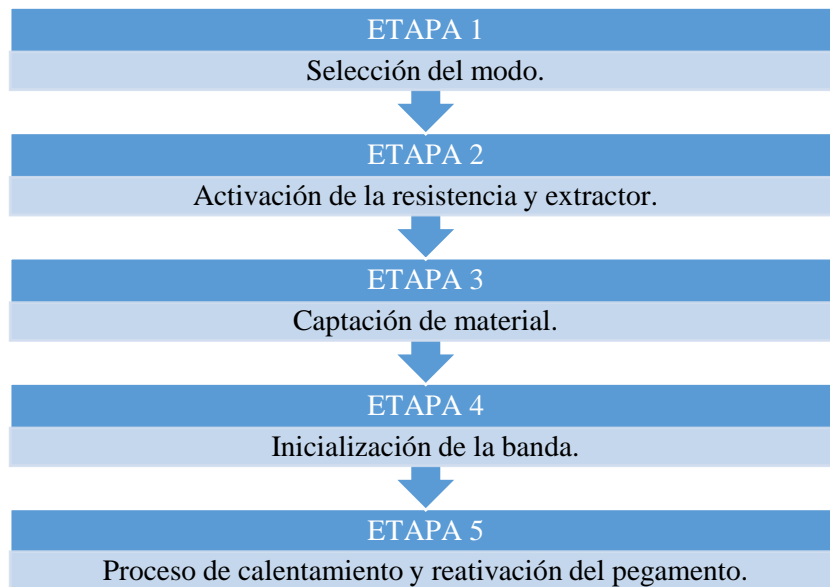 ETAPA 1
Selección del modo.
ETAPA 2
Activación de la resistencia y extractor.
ETAPA 3
Captación de material.
ETAPA 4
Inicialización de la banda.
ETAPA 5
Proceso de calentamiento y reativación del pegamento.